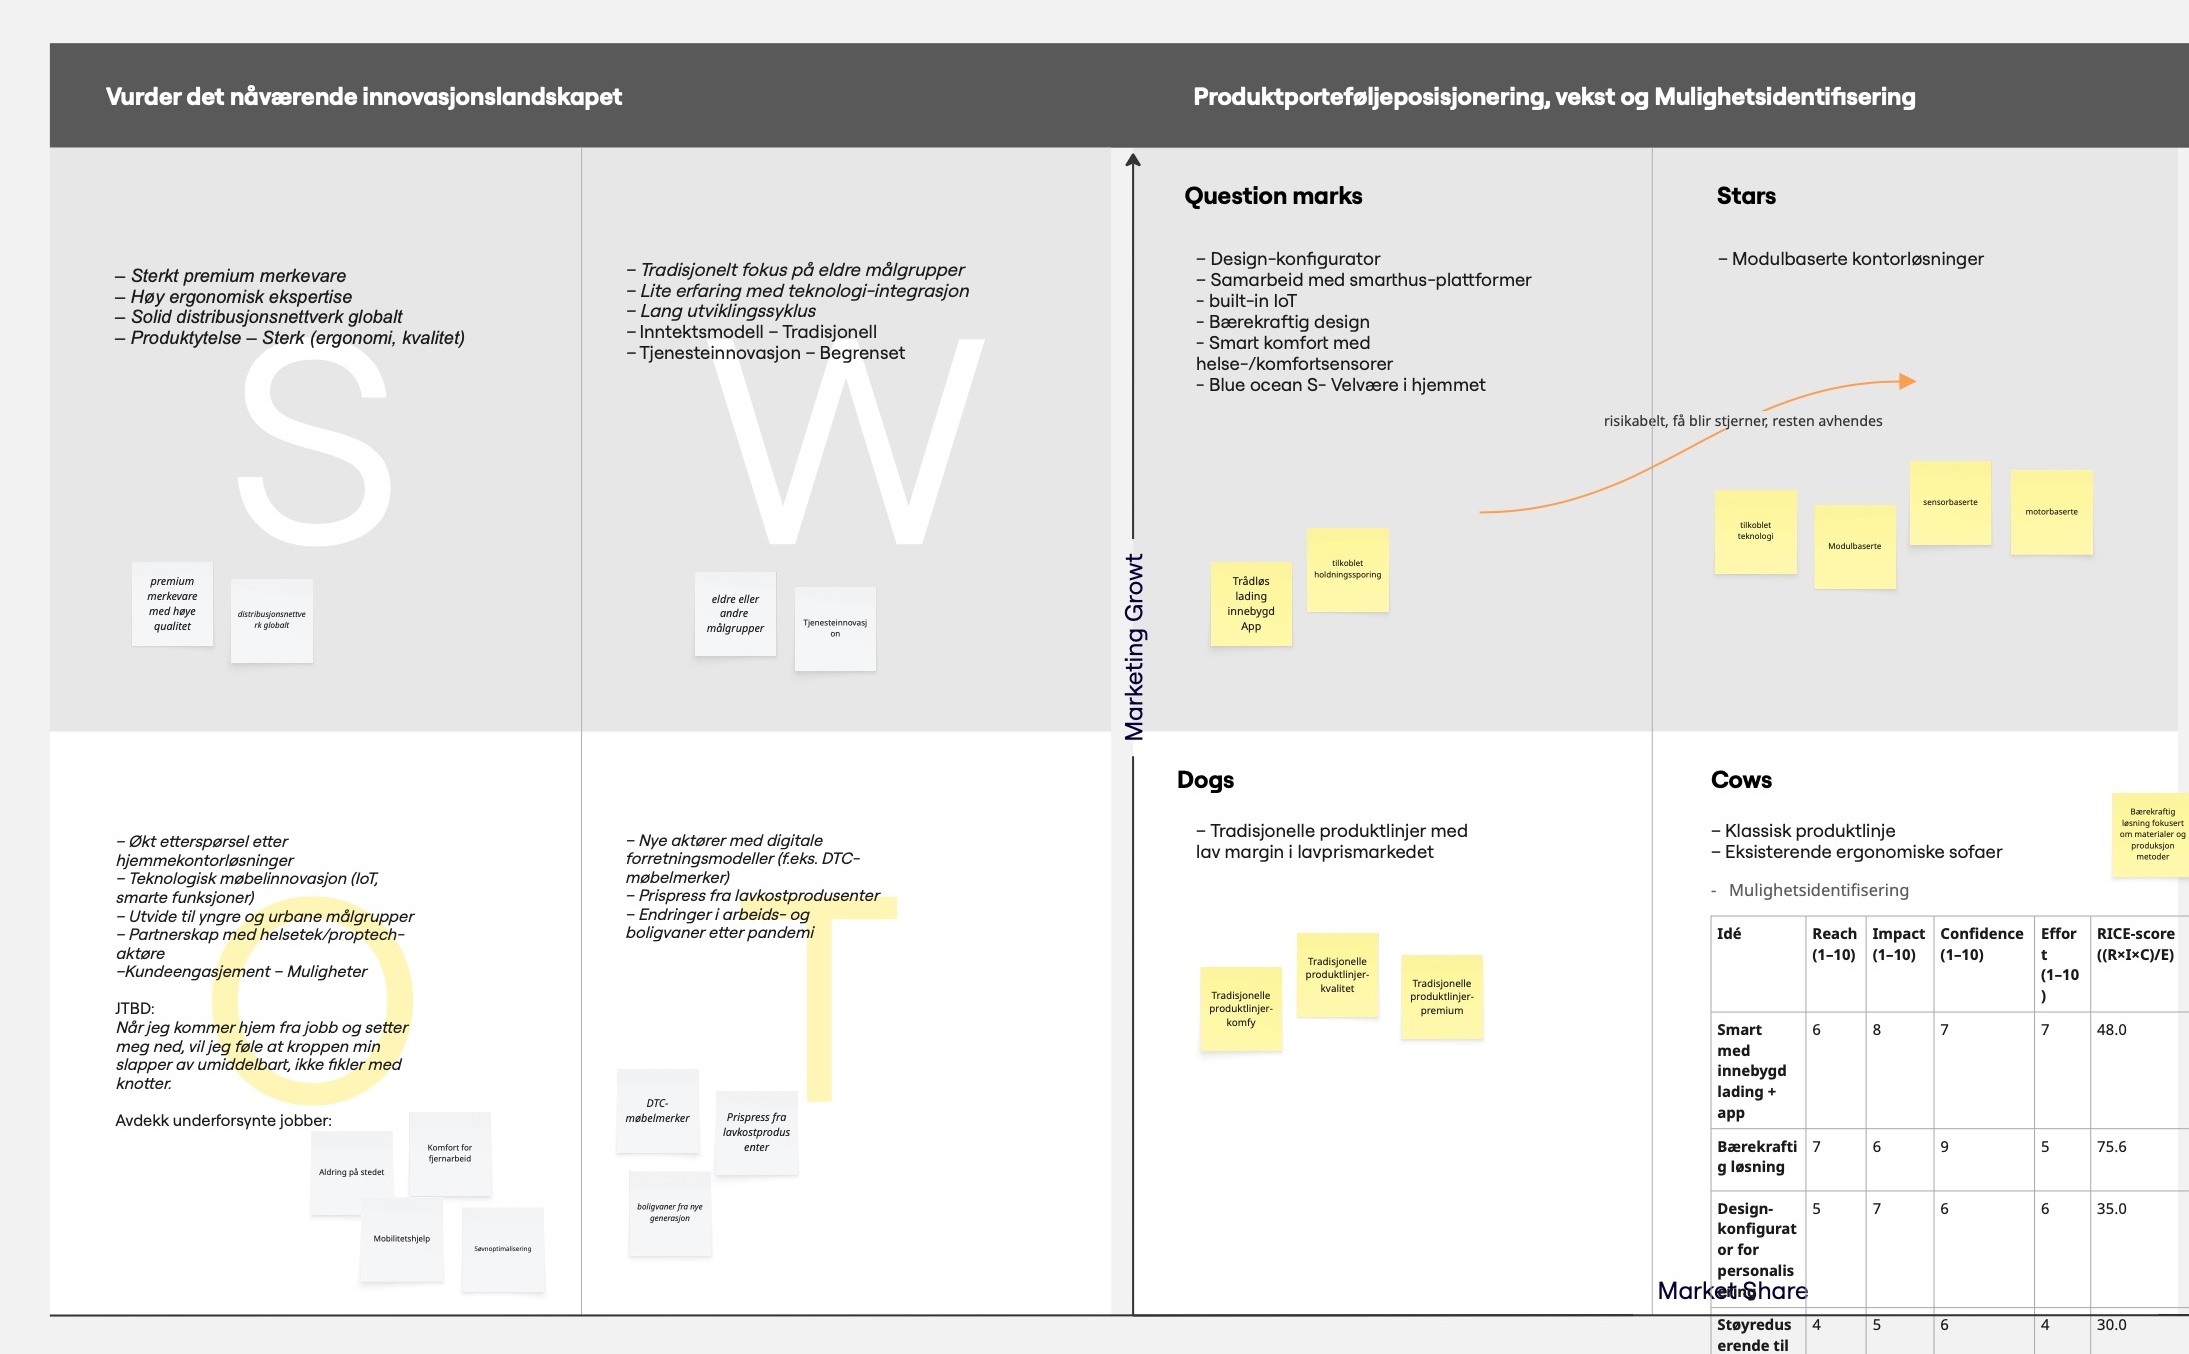 Vurder det nåværende innovasjonslandskapet
Produktporteføljeposisjonering, vekst og Mulighetsidentifisering
S
– Sterkt premium merkevare
– Høy ergonomisk ekspertise
– Solid distribusjonsnettverk globalt
– Produktytelse – Sterk (ergonomi, kvalitet)
premium
merkevare
med høye
qualitet
distribusjonsnettve
rk globalt
W
– Tradisjonelt fokus på eldre målgrupper
– Lite erfaring med teknologi-integrasjon
– Lang utviklingssyklus
– Inntektsmodell – Tradisjonell
– Tjenesteinnovasjon – Begrenset
eldre eller
andre
målgrupper
Tjenesteinnovasj
on
O
– Økt etterspørsel etter
hjemmekontorløsninger
– Teknologisk møbelinnovasjon (IoT,
smarte funksjoner)
– Utvide til yngre og urbane målgrupper
– Partnerskap med helsetek/proptech-
aktøre
–Kundeengasjement – Muligheter
JTBD:
Når jeg kommer hjem fra jobb og setter
meg ned, vil jeg føle at kroppen min
slapper av umiddelbart, ikke fikler med
knotter.
Avdekk underforsynte jobber:
Aldring på stedet
Komfort for
fjernarbeid
Mobilitetshjelp
Søvnoptimalisering
T
– Nye aktører med digitale
forretningsmodeller (f.eks. DTC-
møbelmerker)
– Prispress fra lavkostprodusenter
– Endringer i arbeids- og
boligvaner etter pandemi
DTC-
møbelmerker
Prispress fra
lavkostprodus
enter
boligvaner fra nye
generasjon
Marketing Growt
Question marks
– Design-konfigurator
– Samarbeid med smarthus-plattformer
- built-in IoT
- Bærekraftig design
- Smart komfort med
helse-/komfortsensorer
- Blue ocean S- Velvære i hjemmet
risikabelt, få blir stjerner, resten avhendes
Trådløs
lading
innebygd
App
tilkoblet
holdningssporing
Stars
– Modulbaserte kontorløsninger
tilkoblet
teknologi
Modulbaserte
sensorbaserte
motorbaserte
Dogs
– Tradisjonelle produktlinjer med
lav margin i lavprismarkedet
Tradisjonelle
produktlinjer-
komfy
Tradisjonelle
produktlinjer-
kvalitet
Tradisjonelle
produktlinjer-
premium
Cows
– Klassisk produktlinje
– Eksisterende ergonomiske sofaer
- Mulighetsidentifisering
Bærekraftig
løsning fokusert
om materialer og
produksjon
metoder
Idé
Reach
(1–10)
Impact
(1–10)
Confidence
(1–10)
Effor
t
(1–10
)
RICE-score
((R×I×C)/E)
Smart
med
innebygd
lading +
app
6
8
7
7
48.0
Bærekrafti
g løsning
7
6
9
5
75.6
Design-
konfigurat
or for
personalis
ering
5
7
6
6
35.0
Støyredus
erende til
4
5
6
4
30.0
Market Share